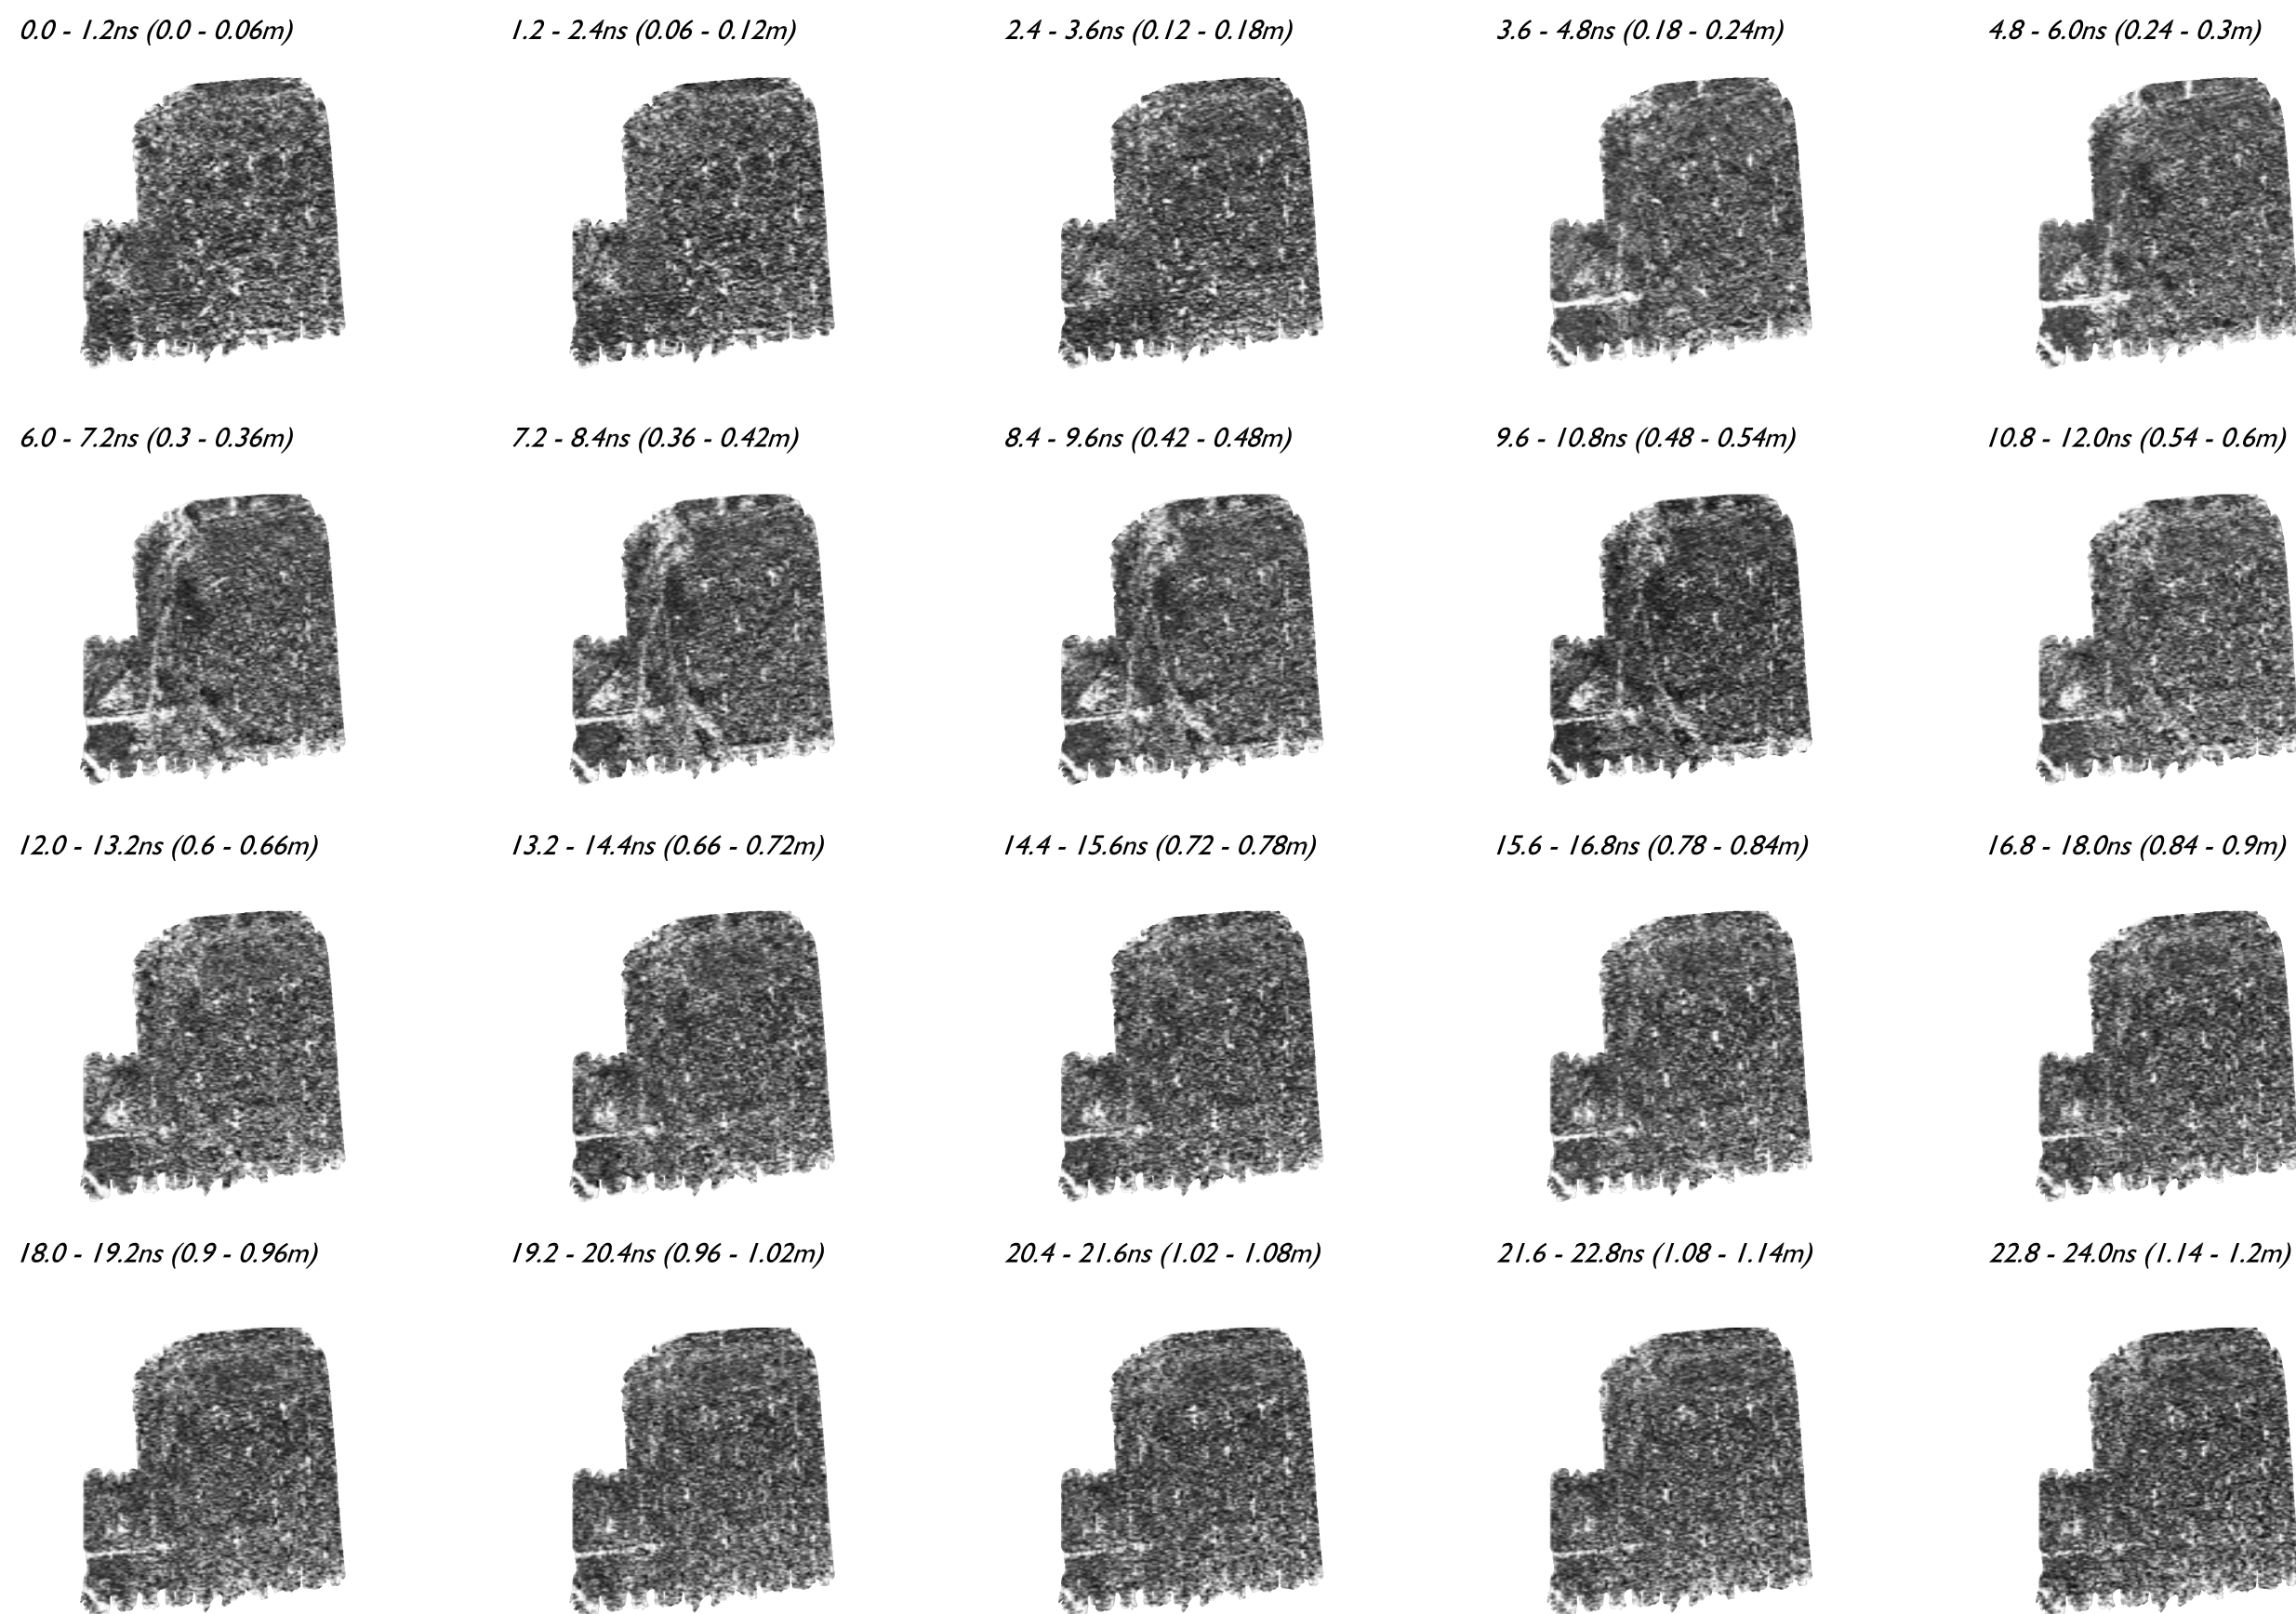 0.0 - 1.2ns (0.0 - 0.06m)
1.2 - 2.4ns (0.06 - 0.12m)
2.4 - 3.6ns (0.12 - 0.18m)
3.6 - 4.8ns (0.18 - 0.24m)
4.8 - 6.0ns (0.24 - 0.3m)
6.0 - 7.2ns (0.3 - 0.36m)
7.2 - 8.4ns (0.36 - 0.42m)
8.4 - 9.6ns (0.42 - 0.48m)
9.6 - 10.8ns (0.48 - 0.54m)
10.8 - 12.0ns (0.54 - 0.6m)
12.0 - 13.2ns (0.6 - 0.66m)
13.2 - 14.4ns (0.66 - 0.72m)
14.4 - 15.6ns (0.72 - 0.78m)
15.6 - 16.8ns (0.78 - 0.84m)
16.8 - 18.0ns (0.84 - 0.9m)
18.0 - 19.2ns (0.9 - 0.96m)
19.2 - 20.4ns (0.96 - 1.02m)
20.4 - 21.6ns (1.02 - 1.08m)
21.6 - 22.8ns (1.08 - 1.14m)
22.8 - 24.0ns (1.14 - 1.2m)